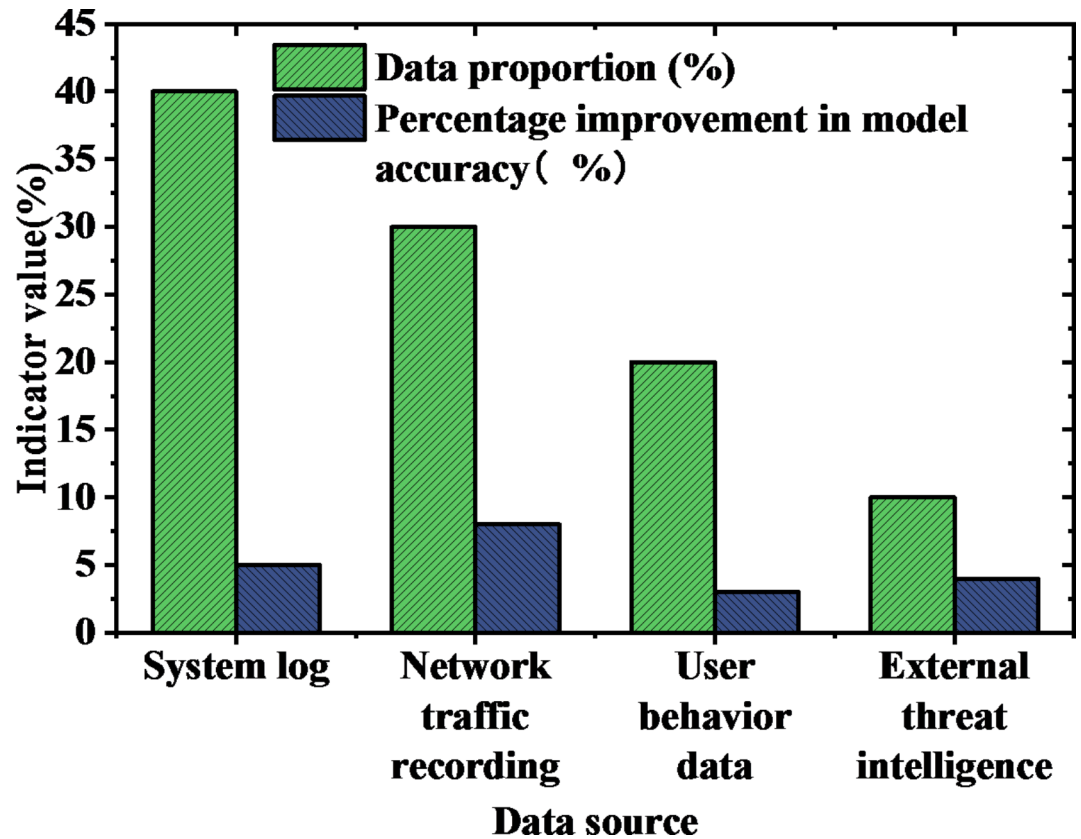 Data proportion (%)
Percentage improvement in model
accuracy( %)
Indicator value(%)
45
40
35
30
25
20
15
10
5
0
System log
Network
traffic
recording
User
behavior
data
External
threat
intelligence
Data source